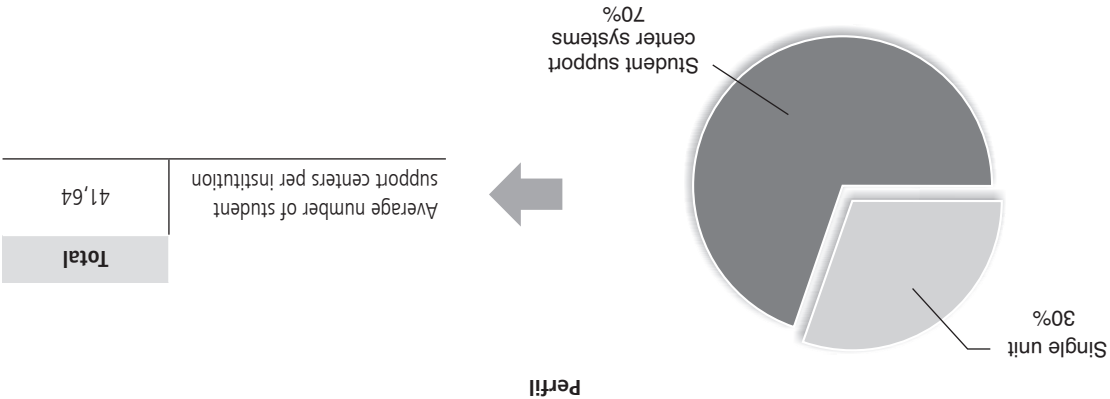 Perfil
Single unit
30%
Student support
center systems
70%
Total
Average number of student
support centers per institution
41,64